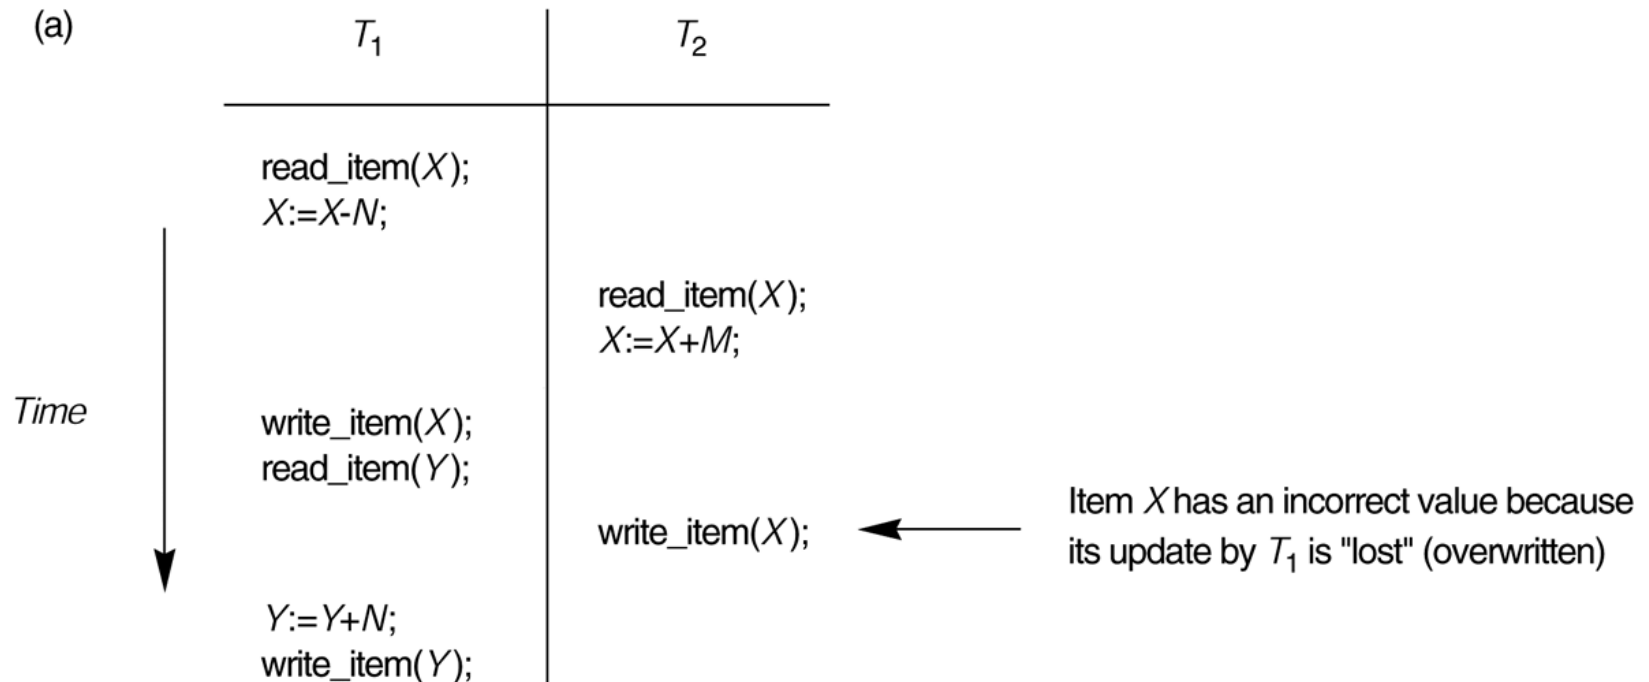 (a)
T1
T2
read_item(X);
X:=X-N;
read_item(X);
X:=X+M;
Time
write_item(X);
read_item(Y);
write_item(X);
Item X has an incorrect value because
its update by T1 is "lost" (overwritten)
Y:=Y+N;
write_item(Y);